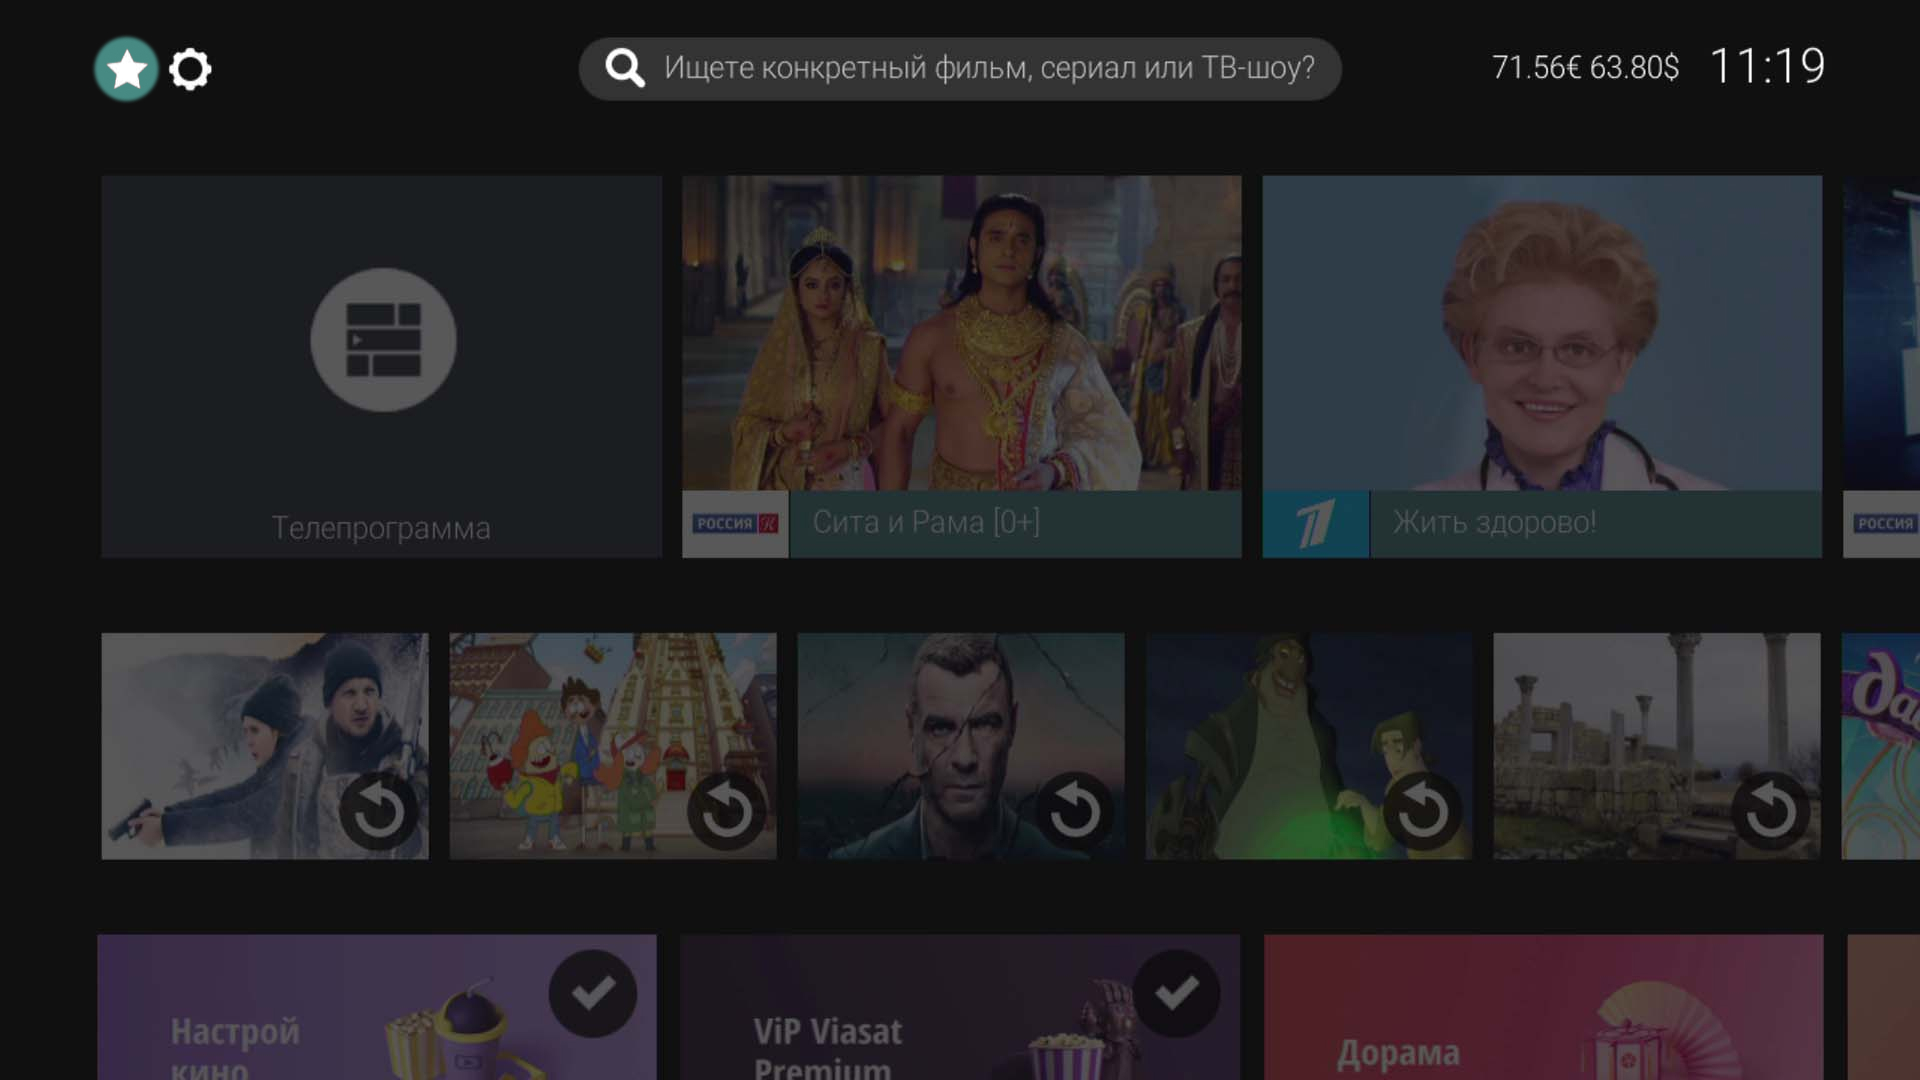 Ищете конкретный фильм, сериал или ТВ-шоу?
71.56€ 63.80$
11:19
Телепрограмма
РОССИЯ К
Сита и Рама [0+]
Жить здорово!
РОССИЯ
Настрой
кино
ViP Viasat
Premium
Дорама